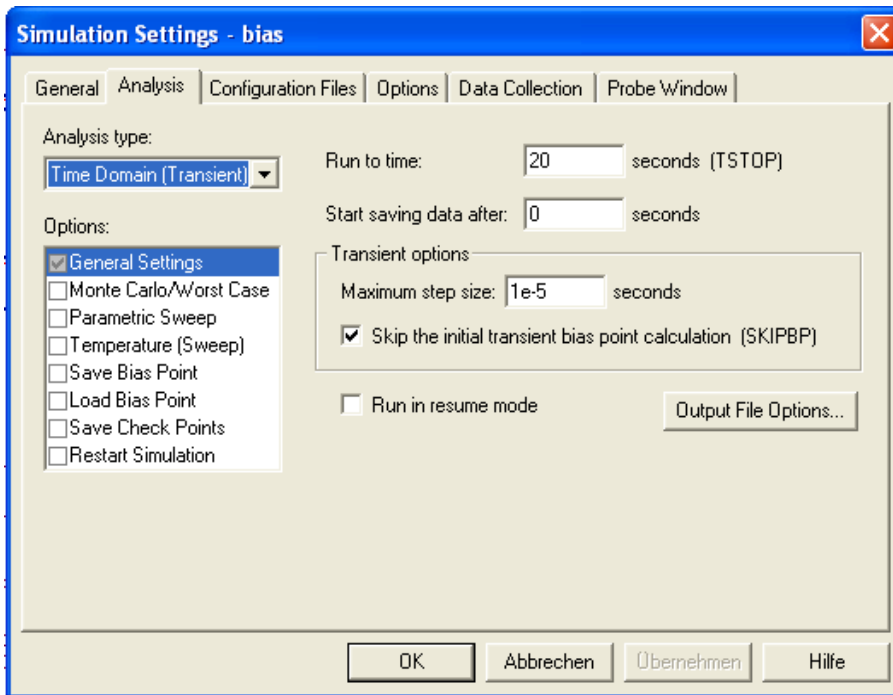 Simulation Settings - bias
General Analysis Configuration Files Options Data Collection Probe Window
Analysis type:
Time Domain (Transient)
Options:
General Settings
Monte Carlo/Worst Case
Parametric Sweep
Temperature (Sweep)
Save Bias Point
Load Bias Point
Save Check Points
Restart Simulation
Run to time: 20 seconds (TSTOP)
Start saving data after: 0 seconds
Transient options
Maximum step size: 1e-5 seconds
Skip the initial transient bias point calculation (SKIPBP)
Run in resume mode
Output File Options...
OK Abbrechen Übernehmen Hilfe